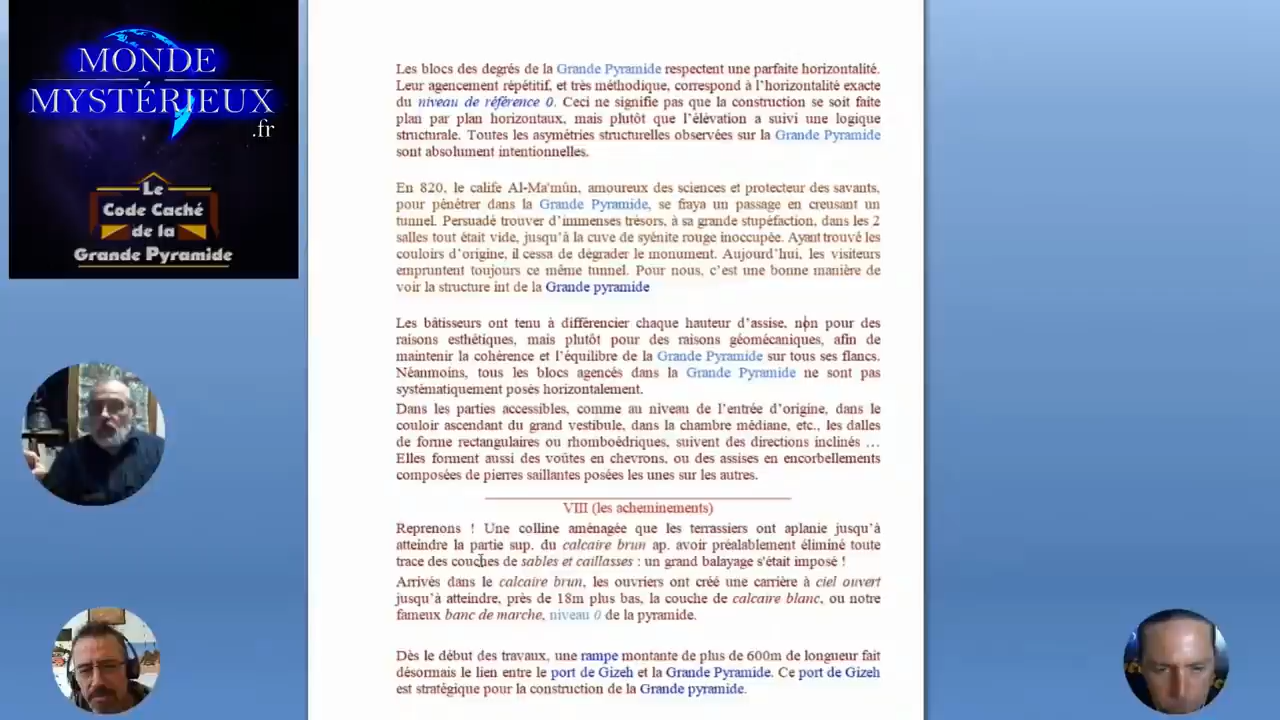 MONDE
MYSTÉRIEUX
.fr
Le
Code Caché
de la
Grande Pyramide
Les blocs des degrés de la Grande Pyramide respectent une parfaite horizontalité.
Leur agencement répétitif, et très méthodique, correspond à l'horizontalité exacte
du niveau de référence 0. Ceci ne signifie pas que la construction se soit faite
plan par plan horizontaux, mais plutôt que l'élévation a suivi une logique
structurale. Toutes les asymétries structurelles observées sur la Grande Pyramide
sont absolument intentionnelles.
En 820, le calife Al-Ma'mûn, amoureux des sciences et protecteur des savants,
pour pénétrer dans la Grande Pyramide, se fraya un passage en creusant un
tunnel. Persuadé trouver d'immenses trésors, à sa grande stupéfaction, dans les 2
salles tout était vide, jusqu'à la cuve de syénite rouge inoccupée. Ayant trouvé les
couloirs d'origine, il cessa de dégrader le monument. Aujourd'hui, les visiteurs
empruntent toujours ce même tunnel. Pour nous, c'est une bonne manière de
voir la structure int de la Grande pyramide
Les bâtisseurs ont tenu à différencier chaque hauteur d'assise, non pour des
raisons esthétiques, mais plutôt pour des raisons géomécaniques, afin de
maintenir la cohérence et l'équilibre de la Grande Pyramide sur tous ses flancs.
Néanmoins, tous les blocs agencés dans la Grande Pyramide ne sont pas
systématiquement posés horizontalement.
Dans les parties accessibles, comme au niveau de l'entrée d'origine, dans le
couloir ascendant du grand vestibule, dans la chambre médiane, etc., les dalles
de forme rectangulaires ou rhomboédriques, suivent des directions inclinés …
Elles forment aussi des voûtes en chevrons, ou des assises en encorbellements
composées de pierres saillantes posées les unes sur les autres.
VIII (les acheminements)
Reprenons ! Une colline aménagée que les terrassiers ont aplanie jusqu'à
atteindre la partie sup. du calcaire brun ap. avoir préalablement éliminé toute
trace des couches de sables et caillasses : un grand balayage s'était imposé !
Arrivés dans le calcaire brun, les ouvriers ont créé une carrière à ciel ouvert
jusqu'à atteindre, près de 18m plus bas, la couche de calcaire blanc, ou notre
fameux banc de marche, niveau 0 de la pyramide.
Dès le début des travaux, une rampe montante de plus de 600m de longueur fait
désormais le lien entre le port de Gizeh et la Grande Pyramide. Ce port de Gizeh
est stratégique pour la construction de la Grande pyramide.